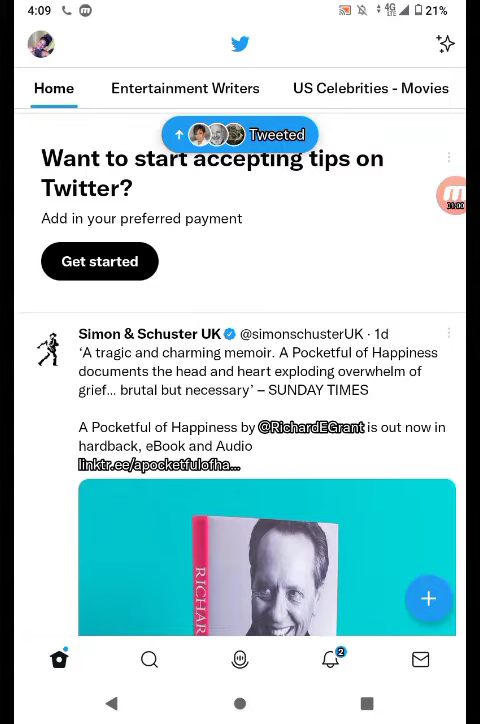 4:09
4G
LTE
21%
Home
Entertainment Writers
US Celebrities - Movies
Tweeted
Want to start accepting tips on
Twitter?
Add in your preferred payment
Get started
Simon & Schuster UK @simonschusterUK · 1d
‘A tragic and charming memoir. A Pocketful of Happiness
documents the head and heart exploding overwhelm of
grief... brutal but necessary’ – SUNDAY TIMES
A Pocketful of Happiness by @RichardEGrant is out now in
hardback, eBook and Audio
linktr.ee/apocketfulofha...
RICHAR
2